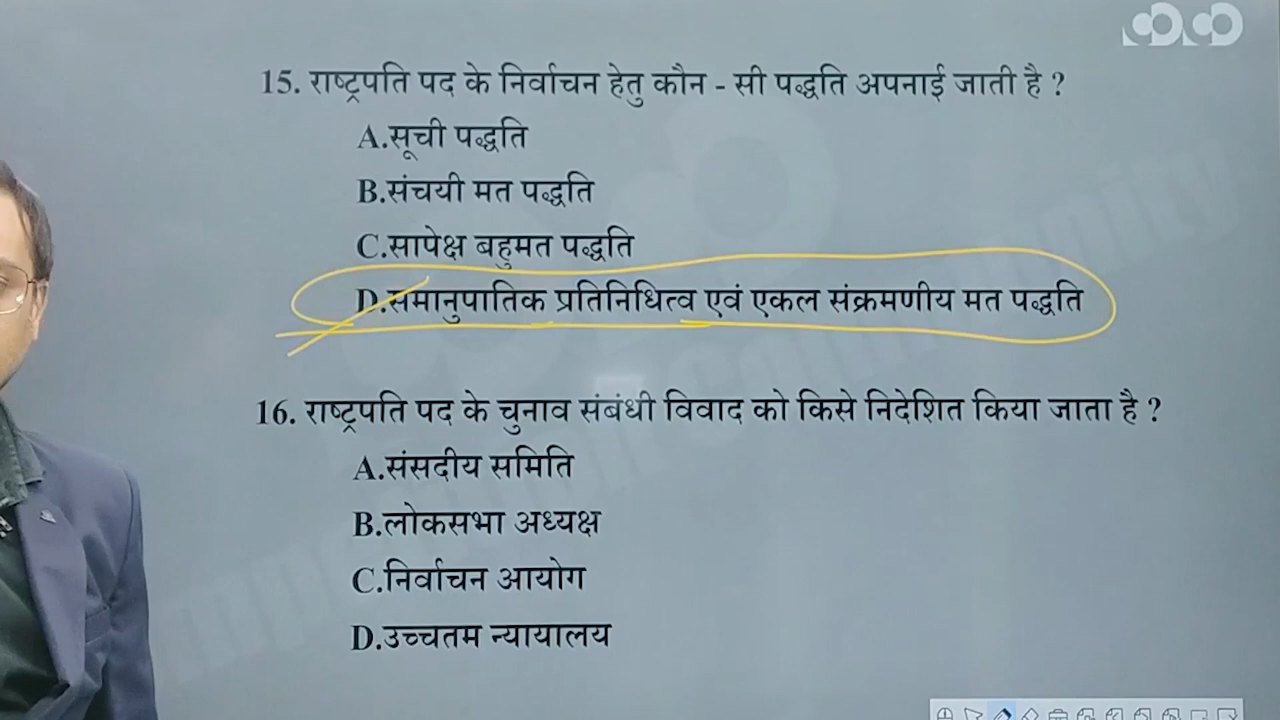 15. राष्ट्रपति पद के निर्वाचन हेतु कौन - सी पद्धति अपनाई जाती है ?
A.सूची पद्धति
B.संचयी मत पद्धति
C.सापेक्ष बहुमत पद्धति
D.समानुपातिक प्रतिनिधित्व एवं एकल संक्रमणीय मत पद्धति
16. राष्ट्रपति पद के चुनाव संबंधी विवाद को किसे निदेशित किया जाता है ?
A.संसदीय समिति
B.लोकसभा अध्यक्ष
C.निर्वाचन आयोग
D.उच्चतम न्यायालय